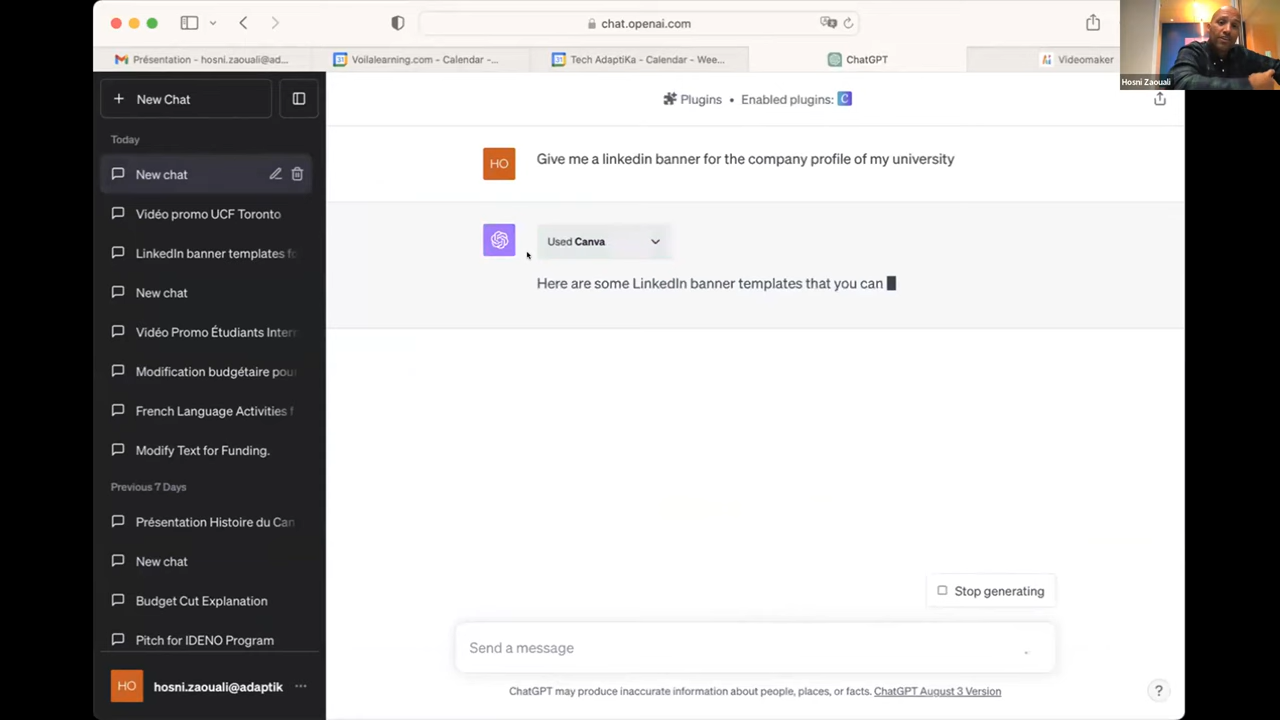 chat.openai.com
Présentation - hosni.zaouali@ad...
Voilalearning.com - Calendar -...
Tech AdaptiKa - Calendar - Wee...
ChatGPT
Videomaker
Hosni Zaouali
New Chat
Plugins • Enabled plugins: C
Today
New chat
Vidéo promo UCF Toronto
LinkedIn banner templates fo
New chat
Vidéo Promo Étudiants Intern
Modification budgétaire pou
French Language Activities f
Modify Text for Funding.
Previous 7 Days
Présentation Histoire du Can
New chat
Budget Cut Explanation
Pitch for IDENO Program
HO
hosni.zaouali@adaptik
HO
Give me a linkedin banner for the company profile of my university
Used Canva
Here are some LinkedIn banner templates that you can
Stop generating
Send a message
ChatGPT may produce inaccurate information about people, places, or facts. ChatGPT August 3 Version
?